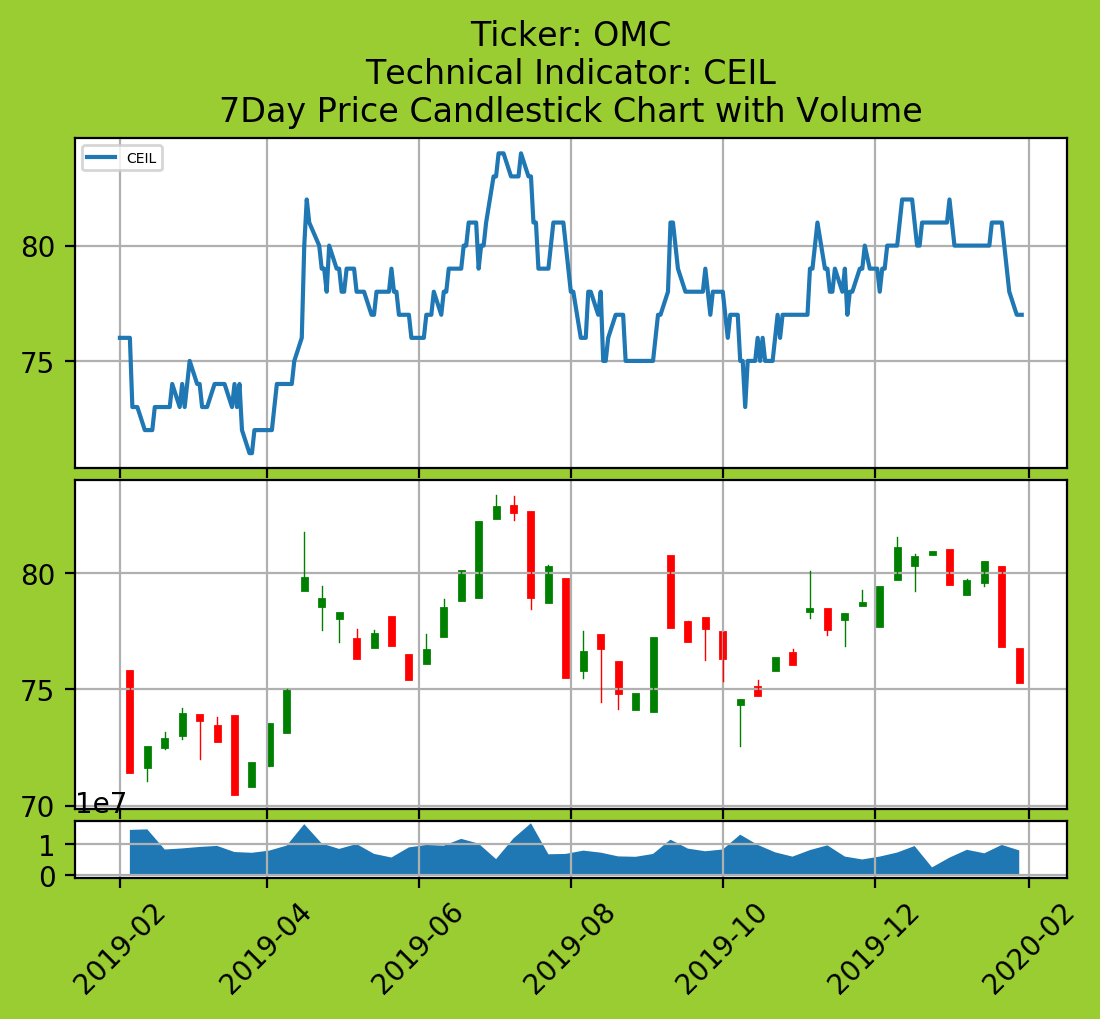 Ticker: OMC
Technical Indicator: CEIL
7Day Price Candlestick Chart with Volume
CEIL
80
75
80
75
70
1e7
1
0
2019-02
2019-04
2019-06
2019-08
2019-10
2019-12
2020-02